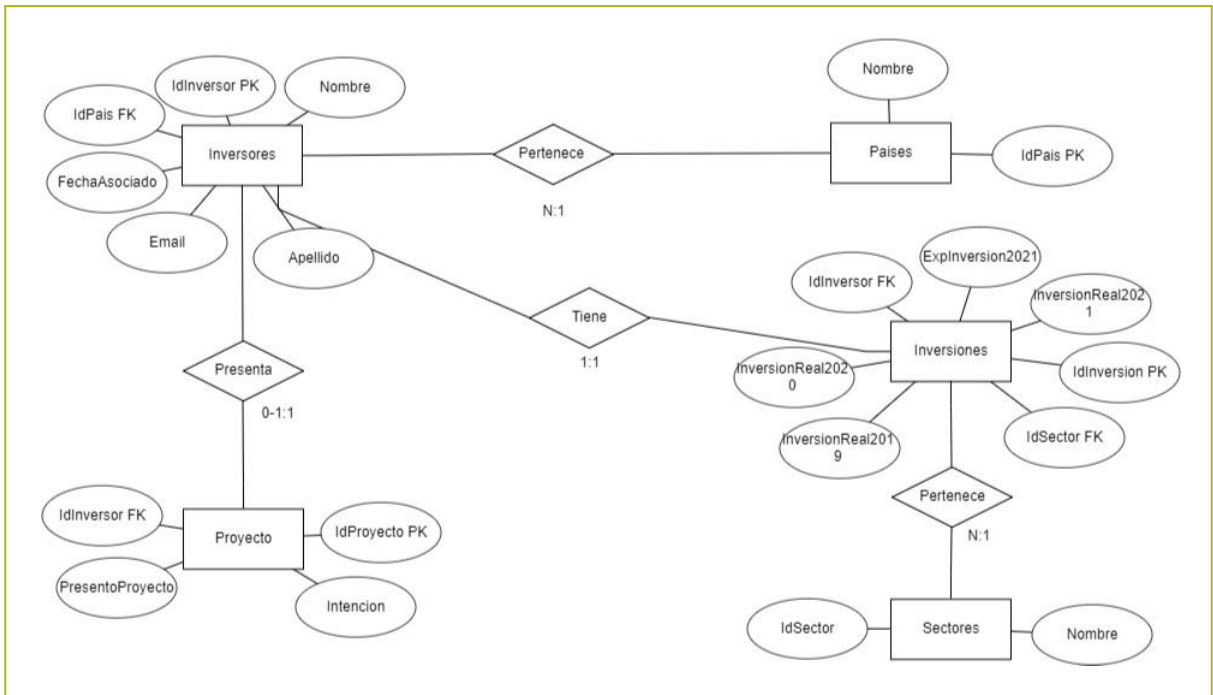 Nombre
IdInversor PK
Nombre
IdPais FK
Inversores
Pertenece
Paises
IdPais PK
FechaAsociado
N:1
Email
Apellido
ExpInversion2021
IdInversor FK
InversionReal202
1
Tiene
Inversiones
1:1
InversionReal202
0
IdInversion PK
Presenta
0-1:1
InversionReal201
9
IdSector FK
Pertenece
N:1
IdInversor FK
IdProyecto PK
Proyecto
PresentoProyecto
Intencion
IdSector
Sectores
Nombre